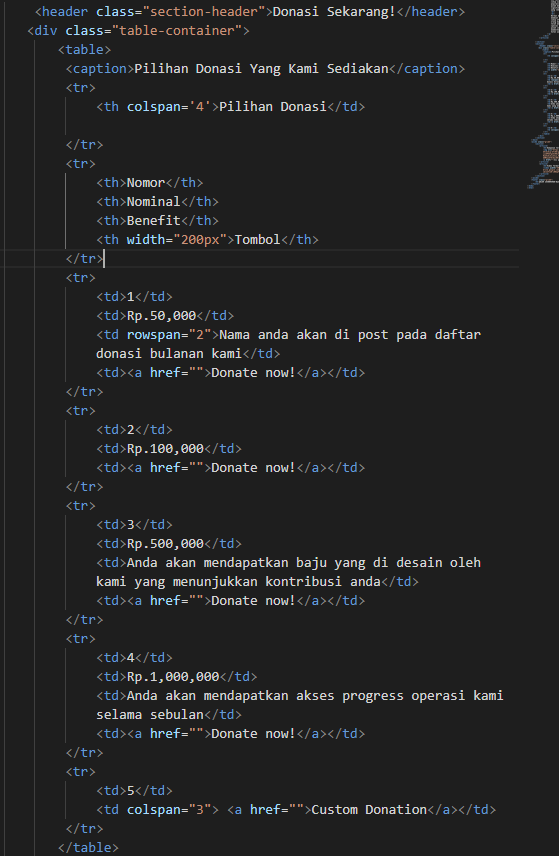 <header class="section-header">Donasi Sekarang!</header>
<div class="table-container">
<table>
<caption>Pilihan Donasi Yang Kami Sediakan</caption>
<tr>
<th colspan='4'>Pilihan Donasi</td>
</tr>
<tr>
<th>Nomor</th>
<th>Nominal</th>
<th>Benefit</th>
<th width="200px">Tombol</th>
</tr>
<tr>
<td>1</td>
<td>Rp.50,000</td>
<td rowspan="2">Nama anda akan di post pada daftar
donasi bulanan kami</td>
<td><a href="">Donate now!</a></td>
</tr>
<tr>
<td>2</td>
<td>Rp.100,000</td>
<td><a href="">Donate now!</a></td>
</tr>
<tr>
<td>3</td>
<td>Rp.500,000</td>
<td>Anda akan mendapatkan baju yang di desain oleh
kami yang menunjukkan kontribusi anda</td>
<td><a href="">Donate now!</a></td>
</tr>
<tr>
<td>4</td>
<td>Rp.1,000,000</td>
<td>Anda akan mendapatkan akses progress operasi kami
selama sebulan</td>
<td><a href="">Donate now!</a></td>
</tr>
<tr>
<td>5</td>
<td colspan="3"> <a href="">Custom Donation</a></td>
</tr>
</table>